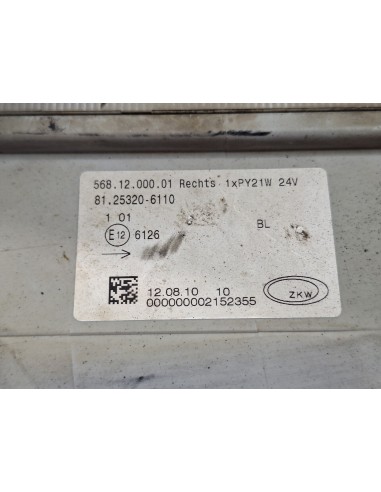 568.12.000.01 Rechts 1xPY21W 24V
81.25320-6110
1 01
E12 6126
BL
12.08.10 10
000000002152355
ZKW